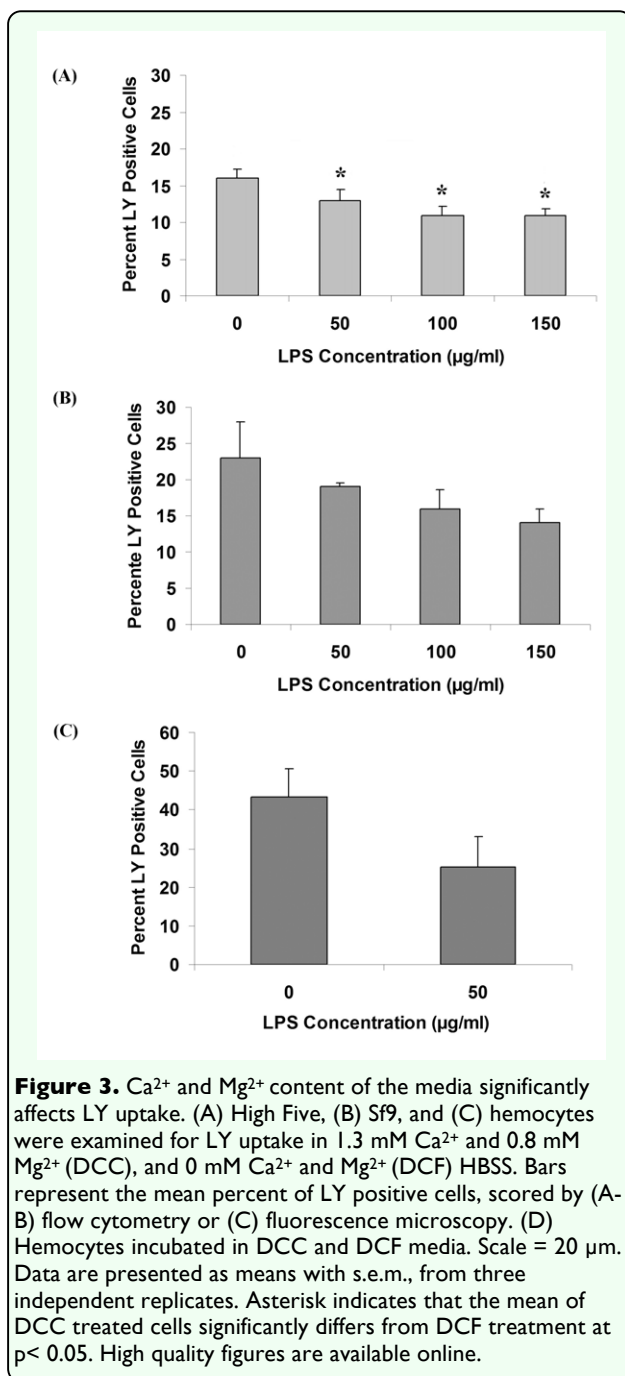 (A)
30
25
20
15
10
5
0
Percent LY Positive Cells
* * *
0 50 100 150
LPS Concentration (µg/ml)
(B)
30
25
20
15
10
5
0
Percente LY Positive Cells
0 50 100 150
LPS Concentration (µg/ml)
(C)
60
50
40
30
20
10
0
Percent LY Positive Cells
0 50
LPS Concentration (µg/ml)
Figure 3. Ca²⁺ and Mg²⁺ content of the media significantly
affects LY uptake. (A) High Five, (B) Sf9, and (C) hemocytes
were examined for LY uptake in 1.3 mM Ca²⁺ and 0.8 mM
Mg²⁺ (DCC), and 0 mM Ca²⁺ and Mg²⁺ (DCF) HBSS. Bars
represent the mean percent of LY positive cells, scored by (A-
B) flow cytometry or (C) fluorescence microscopy. (D)
Hemocytes incubated in DCC and DCF media. Scale = 20 µm.
Data are presented as means with s.e.m., from three
independent replicates. Asterisk indicates that the mean of
DCC treated cells significantly differs from DCF treatment at
p< 0.05. High quality figures are available online.